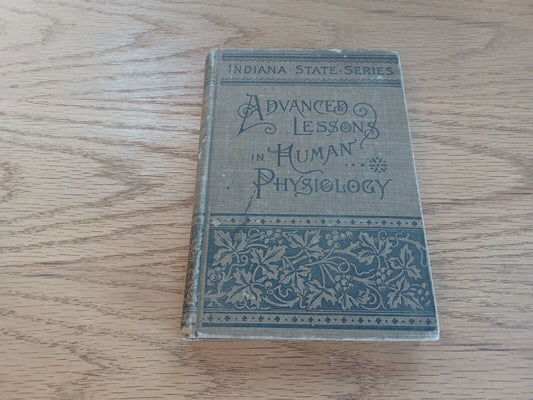 INDIANA · STATE · SERIES
ADVANCED
LESSONS
IN HUMAN
PHYSIOLOGY